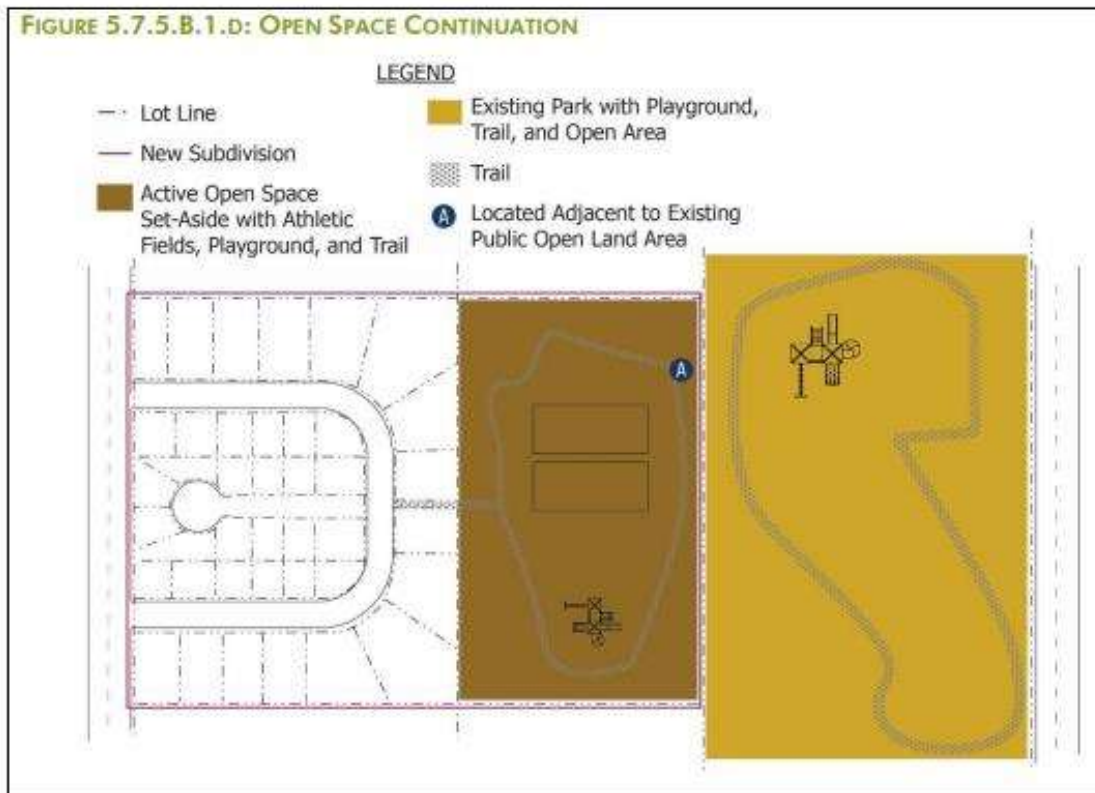 FIGURE 5.7.5.B.1.D: OPEN SPACE CONTINUATION
LEGEND
Lot Line
New Subdivision
Active Open Space
Set-Aside with Athletic
Fields, Playground, and Trail
Existing Park with Playground,
Trail, and Open Area
Trail
A Located Adjacent to Existing
Public Open Land Area
A